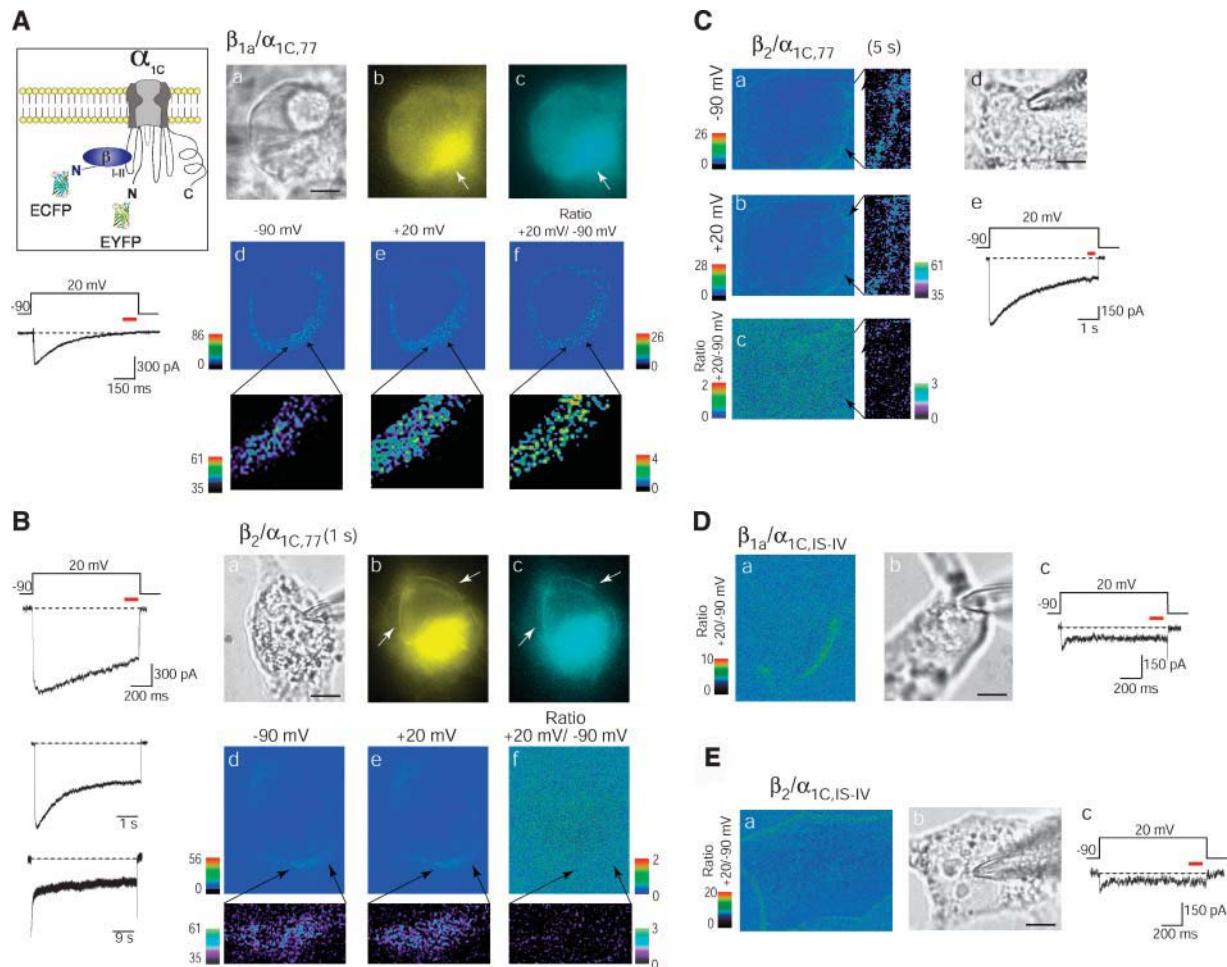 A
α1C
β
N
I-II
N
C
ECFP
EYFP
-90
20 mV
300 pA
150 ms
β1a/α1C,77
a
b
c
-90 mV
+20 mV
Ratio
+20 mV/ -90 mV
d
e
f
86
0
26
0
61
35
4
0
B
-90
20 mV
300 pA
200 ms
1 s
9 s
β2/α1C,77 (1 s)
a
b
c
-90 mV
+20 mV
Ratio
+20 mV/ -90 mV
d
e
f
56
0
2
0
61
35
3
0
C
β2/α1C,77
(5 s)
-90 mV
a
26
0
+20 mV
b
28
0
61
35
Ratio
+20/-90 mV
c
2
0
3
0
d
e
-90
20 mV
150 pA
1 s
D
β1a/α1C,IS-IV
Ratio
+20/-90 mV
a
10
0
b
c
-90
20 mV
150 pA
200 ms
E
β2/α1C,IS-IV
Ratio
+20/-90 mV
a
20
0
b
c
-90
20 mV
150 pA
200 ms